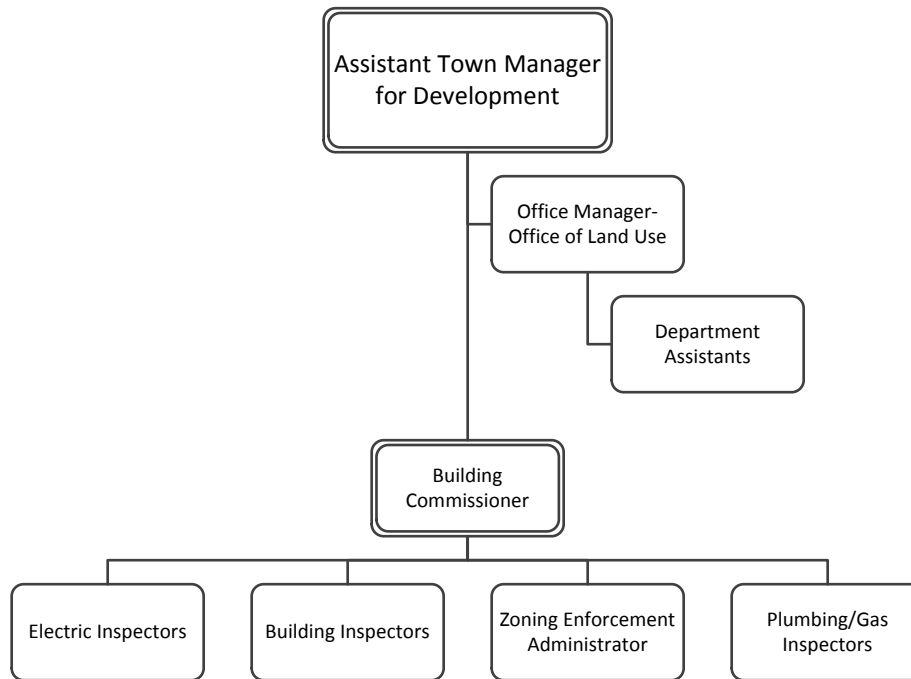 Assistant Town Manager
for Development
Office Manager-
Office of Land Use
Department
Assistants
Building
Commissioner
Electric Inspectors
Building Inspectors
Zoning Enforcement
Administrator
Plumbing/Gas
Inspectors